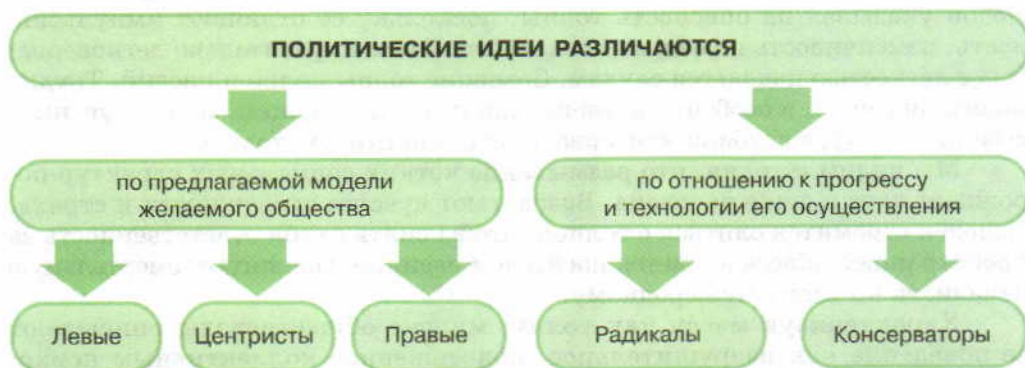 ПОЛИТИЧЕСКИЕ ИДЕИ РАЗЛИЧАЮТСЯ
по предлагаемой модели
желаемого общества
по отношению к прогрессу
и технологии его осуществления
Левые
Центристы
Правые
Радикалы
Консерваторы